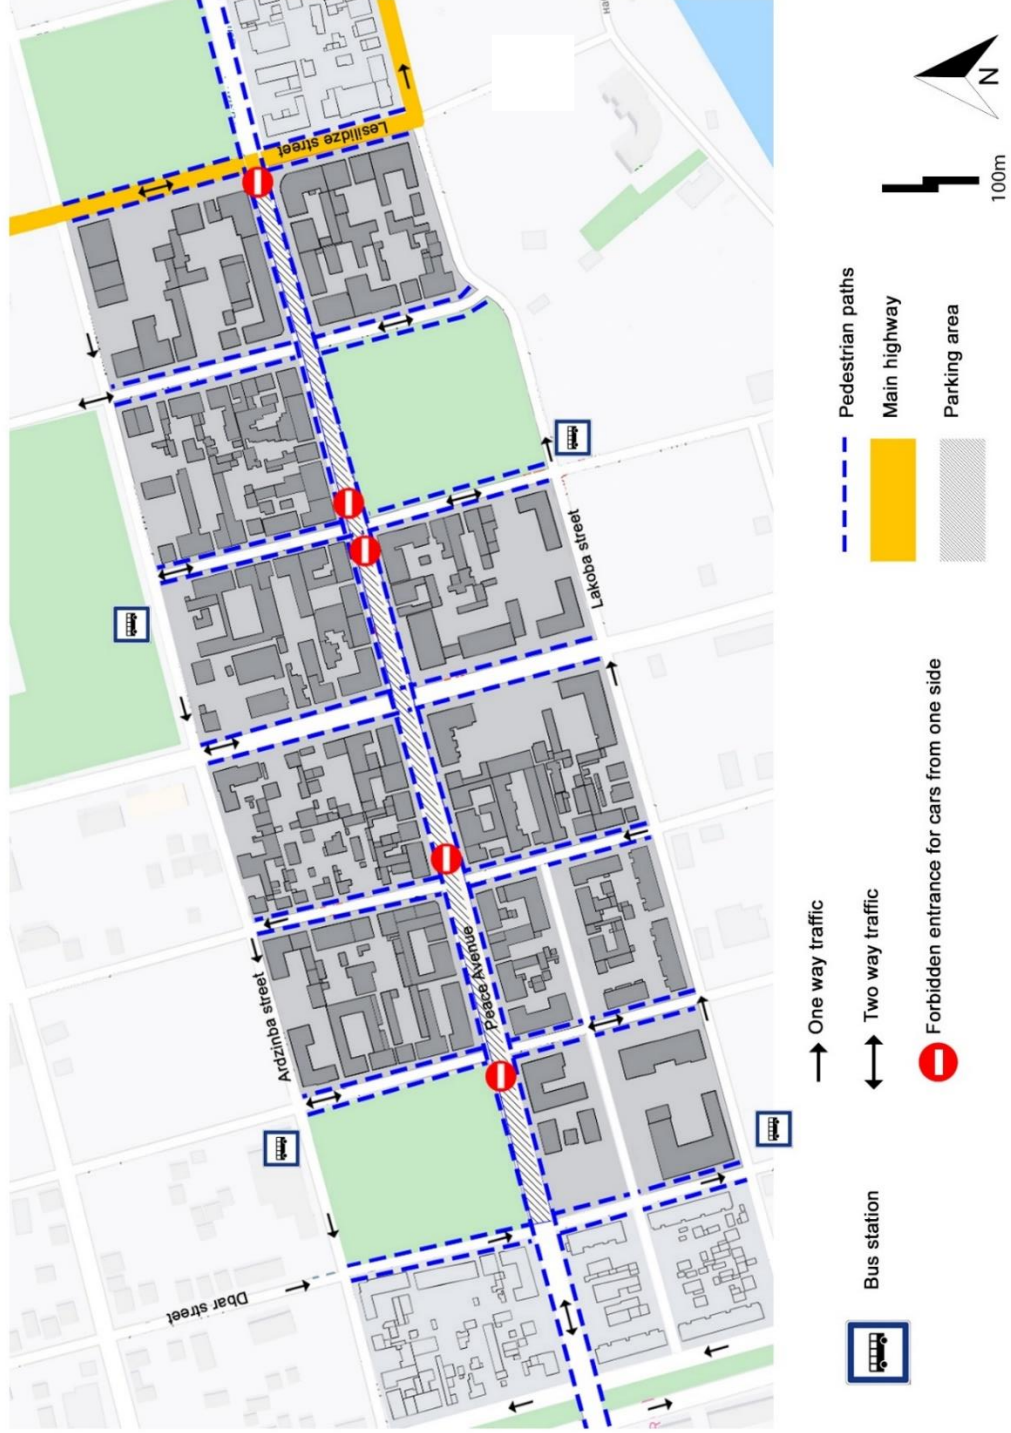 Lesilidze street
Lakoba street
Peace Avenue
Ardzinba street
Dbar street
N
100m
Pedestrian paths
Main highway
Parking area
One way traffic
Two way traffic
Forbidden entrance for cars from one side
Bus station